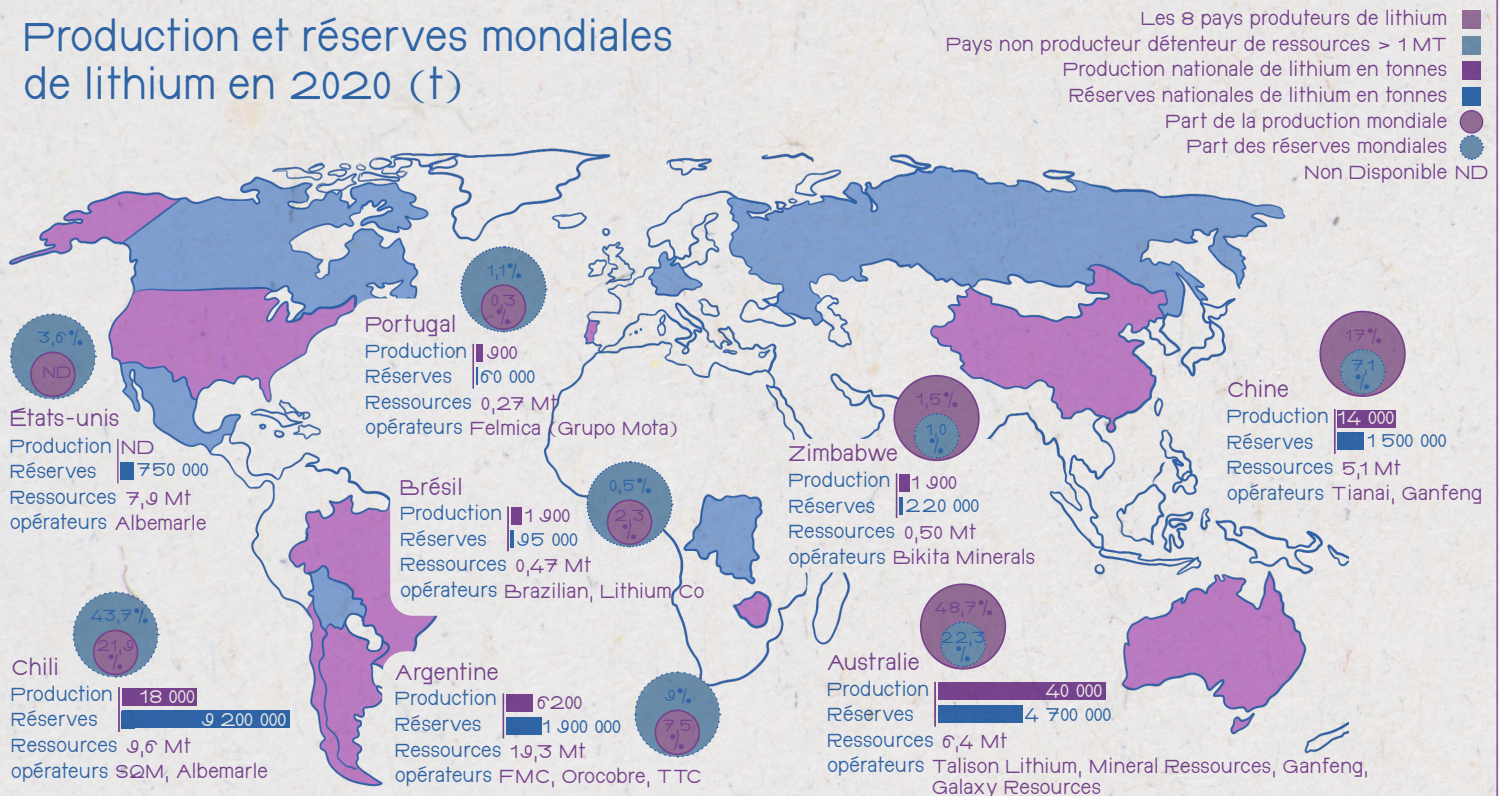 Production et réserves mondiales
de lithium en 2020 (t)
Les 8 pays produteurs de lithium
Pays non producteur détenteur de ressources > 1 MT
Production nationale de lithium en tonnes
Réserves nationales de lithium en tonnes
Part de la production mondiale
Part des réserves mondiales
Non Disponible ND
3,6%
ND
États-unis
Production ND
Réserves 750 000
Ressources 7,9 Mt
opérateurs Albemarle
1,1%
0,3
%
Portugal
Production 900
Réserves 60 000
Ressources 0,27 Mt
opérateurs Felmica (Grupo Mota)
17%
7,1
%
Chine
Production 14 000
Réserves 1 500 000
Ressources 5,1 Mt
opérateurs Tianai, Ganfeng
1,5%
1,0
%
Zimbabwe
Production 1 900
Réserves 220 000
Ressources 0,50 Mt
opérateurs Bikita Minerals
0,5%
2,3
%
Brésil
Production 1 900
Réserves 95 000
Ressources 0,47 Mt
opérateurs Brazilian, Lithium Co
43,7%
21,9
%
Chili
Production 18 000
Réserves 9 200 000
Ressources 9,6 Mt
opérateurs SQM, Albemarle
9%
7,5
%
Argentine
Production 6200
Réserves 1 900 000
Ressources 19,3 Mt
opérateurs FMC, Orocobre, TTC
48,7%
22,3
%
Australie
Production 40 000
Réserves 4 700 000
Ressources 6,4 Mt
opérateurs Talison Lithium, Mineral Ressources, Ganfeng,
Galaxy Resources